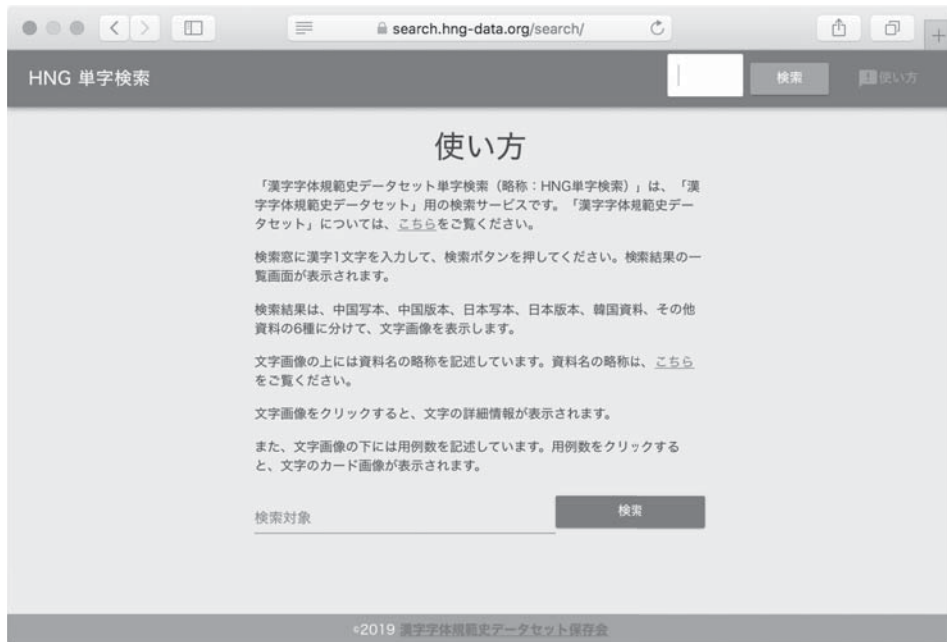 search.hng-data.org/search/
HNG 単字検索
検索
使い方
使い方
「漢字字体規範史データセット単字検索（略称：HNG単字検索）」は、「漢
字字体規範史データセット」用の検索サービスです。「漢字字体規範史デー
タセット」については、こちらをご覧ください。
検索窓に漢字1文字を入力して、検索ボタンを押してください。検索結果の一
覧画面が表示されます。
検索結果は、中国写本、中国版本、日本写本、日本版本、韓国資料、その他
資料の6種に分けて、文字画像を表示します。
文字画像の上には資料名の略称を記述しています。資料名の略称は、こちら
をご覧ください。
文字画像をクリックすると、文字の詳細情報が表示されます。
また、文字画像の下には用例数を記述しています。用例数をクリックする
と、文字のカード画像が表示されます。
検索対象
検索
©2019 漢字字体規範史データセット保存会